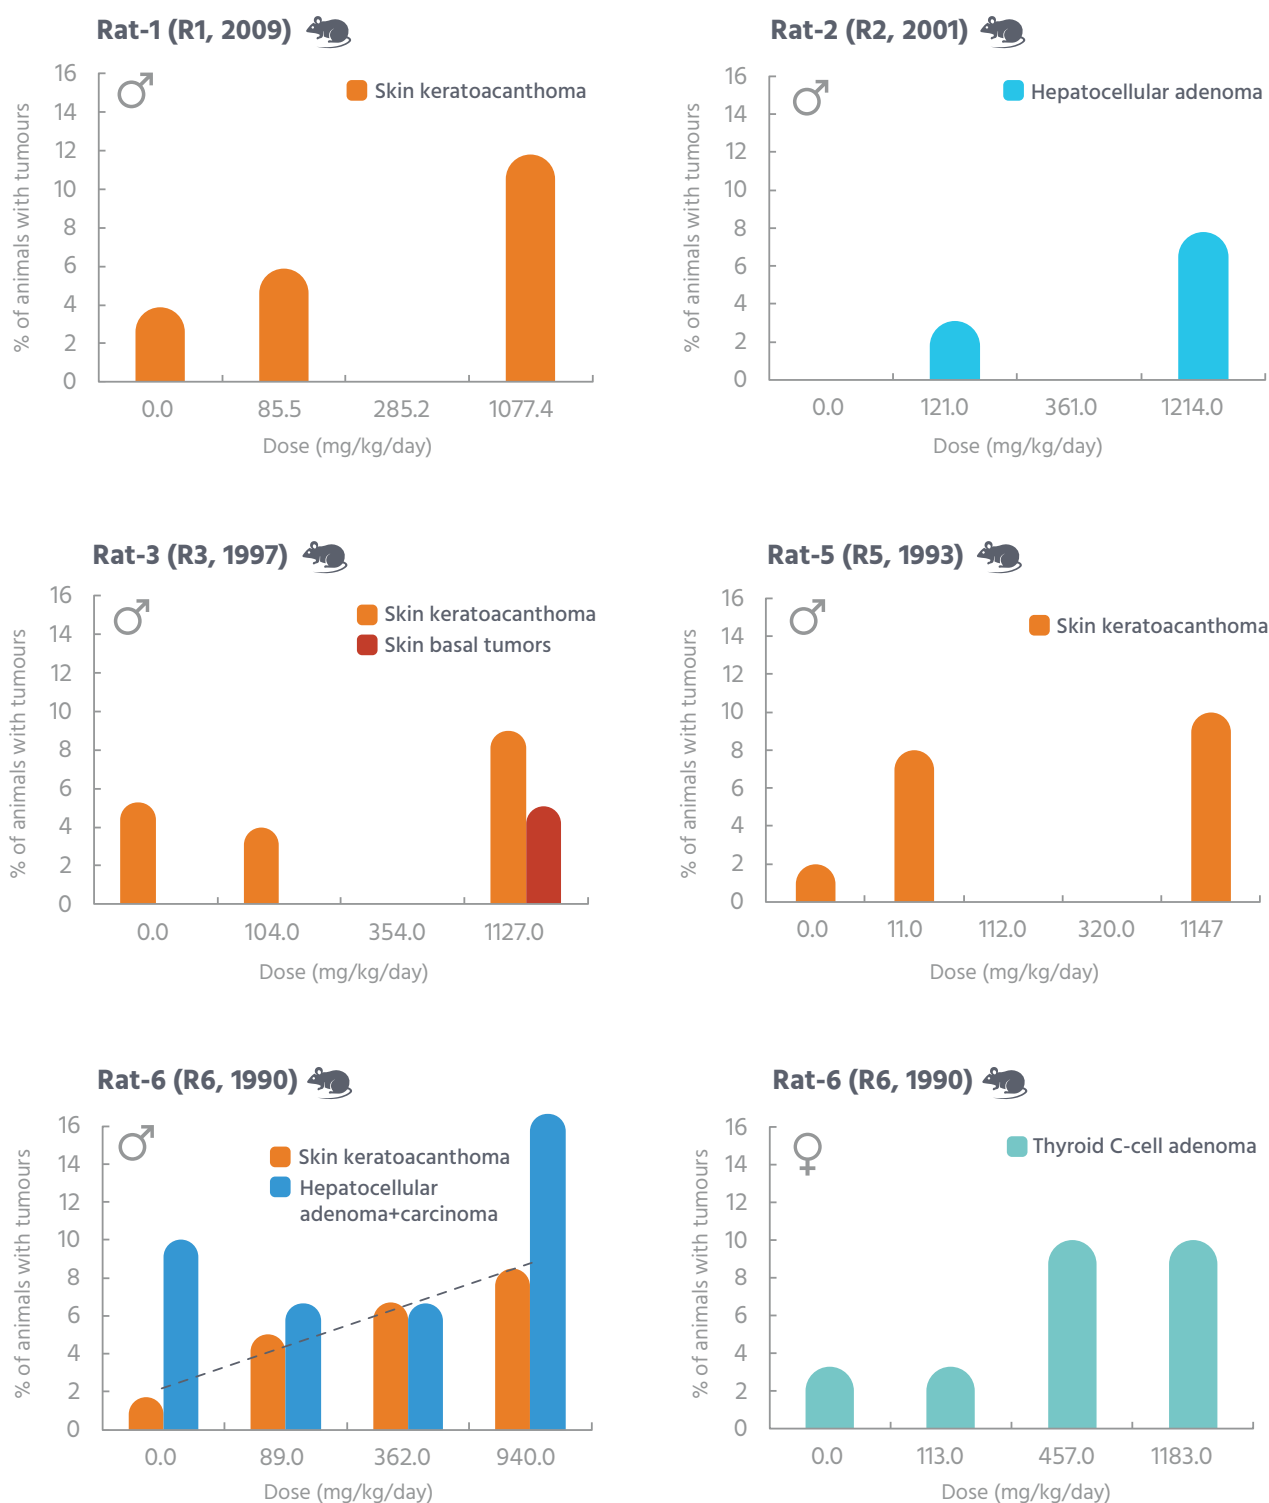 Rat-1 (R1, 2009)
16
14
12
10
8
6
4
2
0
% of animals with tumours
Skin keratoacanthoma
0.0 85.5 285.2 1077.4
Dose (mg/kg/day)
Rat-2 (R2, 2001)
16
14
12
10
8
6
4
2
0
% of animals with tumours
Hepatocellular adenoma
0.0 121.0 361.0 1214.0
Dose (mg/kg/day)
Rat-3 (R3, 1997)
16
14
12
10
8
6
4
2
0
% of animals with tumours
Skin keratoacanthoma
Skin basal tumors
0.0 104.0 354.0 1127.0
Dose (mg/kg/day)
Rat-5 (R5, 1993)
16
14
12
10
8
6
4
2
0
% of animals with tumours
Skin keratoacanthoma
0.0 11.0 112.0 320.0 1147
Dose (mg/kg/day)
Rat-6 (R6, 1990)
16
14
12
10
8
6
4
2
0
% of animals with tumours
Skin keratoacanthoma
Hepatocellular
adenoma+carcinoma
0.0 89.0 362.0 940.0
Dose (mg/kg/day)
Rat-6 (R6, 1990)
16
14
12
10
8
6
4
2
0
% of animals with tumours
Thyroid C-cell adenoma
0.0 113.0 457.0 1183.0
Dose (mg/kg/day)